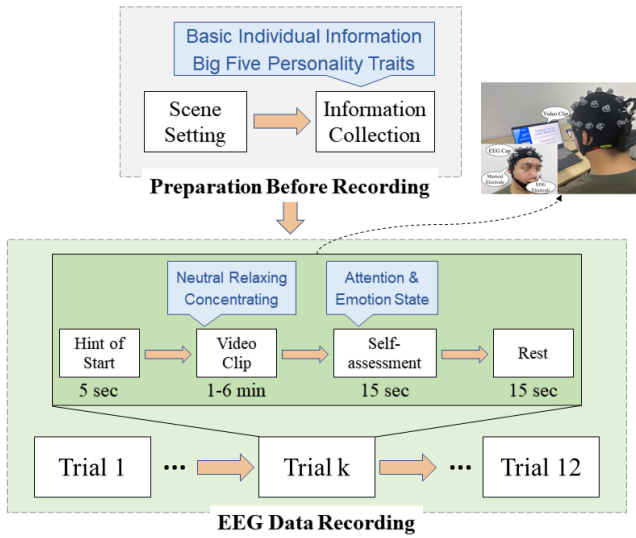 Basic Individual Information
Big Five Personality Traits
Scene
Setting
Information
Collection
Preparation Before Recording
Video Clip
EEG Cap
Mastoid
Electrode
EOG
Electrode
Neutral Relaxing
Concentrating
Attention &
Emotion State
Hint of
Start
Video
Clip
Self-
assessment
Rest
5 sec
1-6 min
15 sec
15 sec
Trial 1
...
Trial k
...
Trial 12
EEG Data Recording